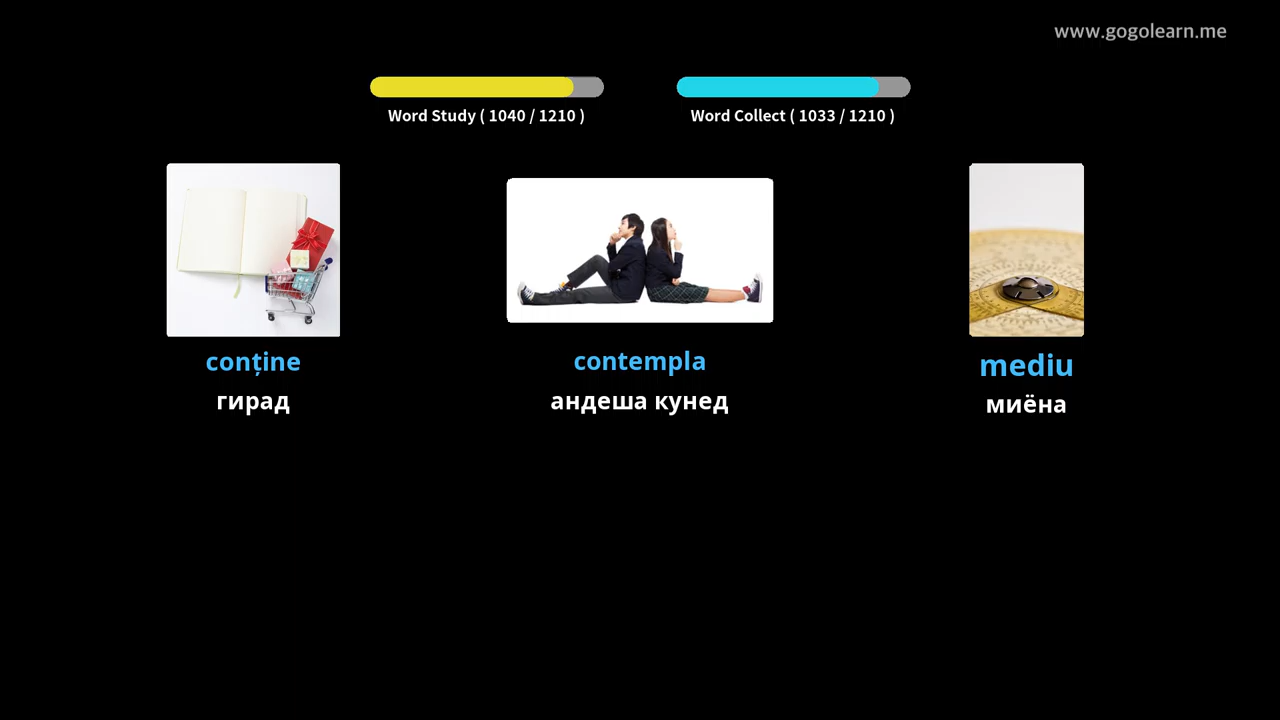 www.gogolearn.me
Word Study ( 1040 / 1210 )
Word Collect ( 1033 / 1210 )
conține
гирад
contempla
андеша кунед
mediu
миёна